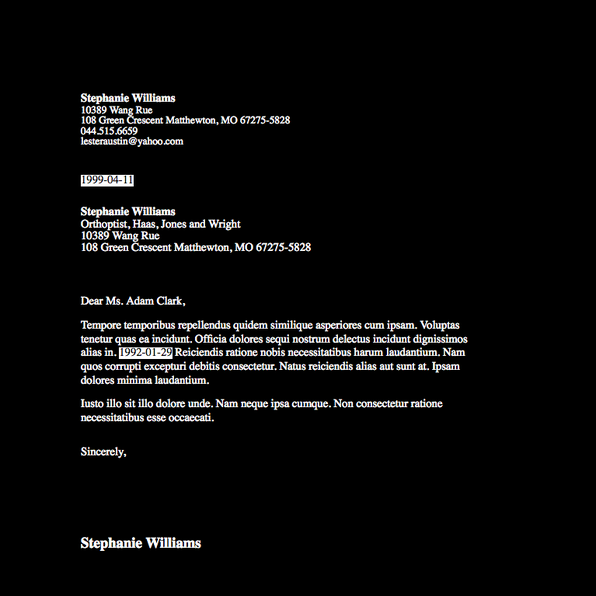 Stephanie Williams
10389 Wang Rue
108 Green Crescent Matthewton, MO 67275-5828
044.515.6659
lesteraustin@yahoo.com
1999-04-11
Stephanie Williams
Orthoptist, Haas, Jones and Wright
10389 Wang Rue
108 Green Crescent Matthewton, MO 67275-5828
Dear Ms. Adam Clark,
Tempore temporibus repellendus quidem similique asperiores cum ipsam. Voluptas
tenetur quas ea incidunt. Officia dolores sequi nostrum delectus incidunt dignissimos
alias in. 1992-01-29 Reiciendis ratione nobis necessitatibus harum laudantium. Nam
quos corrupti excepturi debitis consectetur. Natus reiciendis alias aut sunt at. Ipsam
dolores minima laudantium.
Iusto illo sit illo dolore unde. Nam neque ipsa cumque. Non consectetur ratione
necessitatibus esse occaecati.
Sincerely,
Stephanie Williams